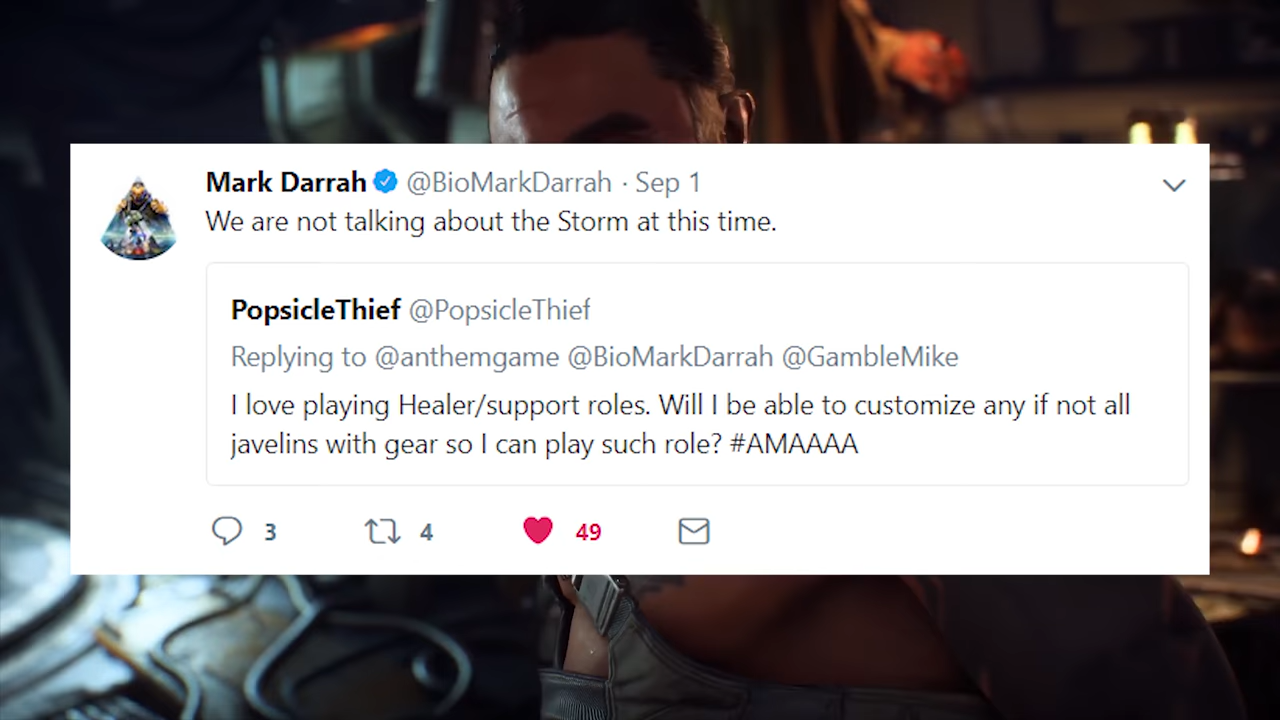 Mark Darrah @BioMarkDarrah · Sep 1
We are not talking about the Storm at this time.
PopsicleThief @PopsicleThief
Replying to @anthemgame @BioMarkDarrah @GambleMike
I love playing Healer/support roles. Will I be able to customize any if not all
javelins with gear so I can play such role? #AMAAAA
3 4 49